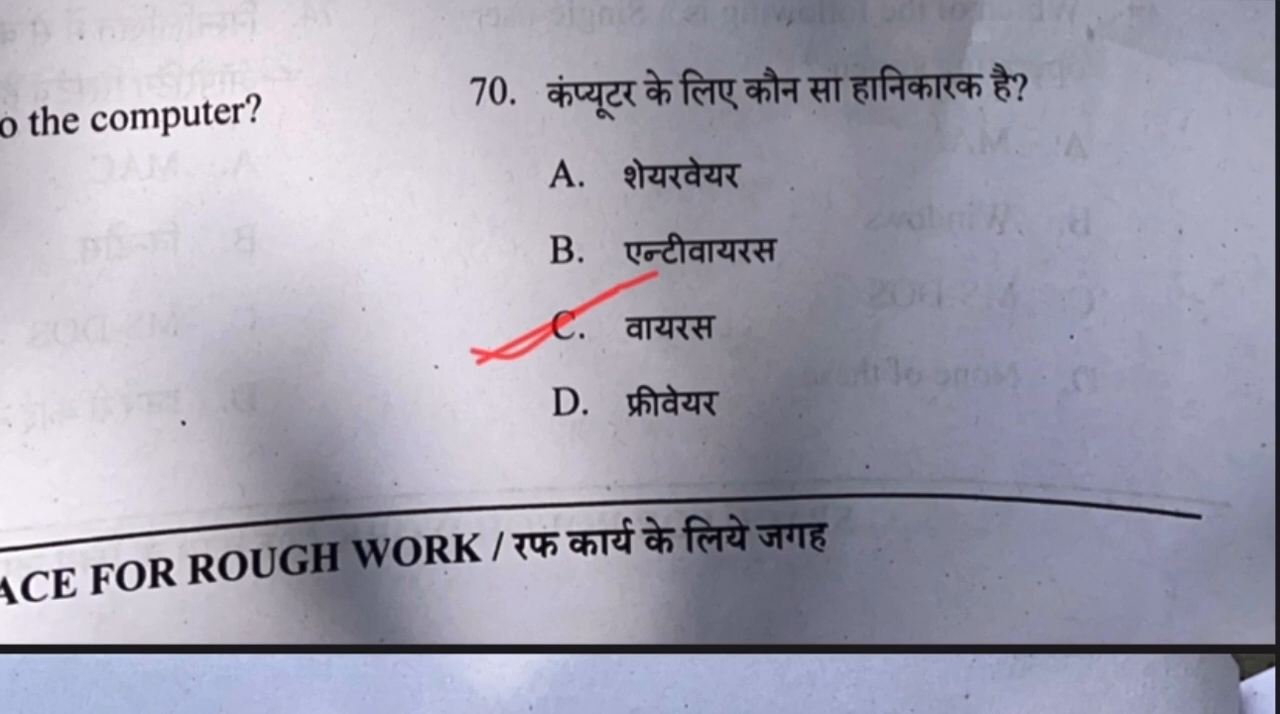 o the computer?
70. कंप्यूटर के लिए कौन सा हानिकारक है?
A. शेयरवेयर
B. एन्टीवायरस
C. वायरस
D. फ्रीवेयर
ACE FOR ROUGH WORK / रफ कार्य के लिये जगह